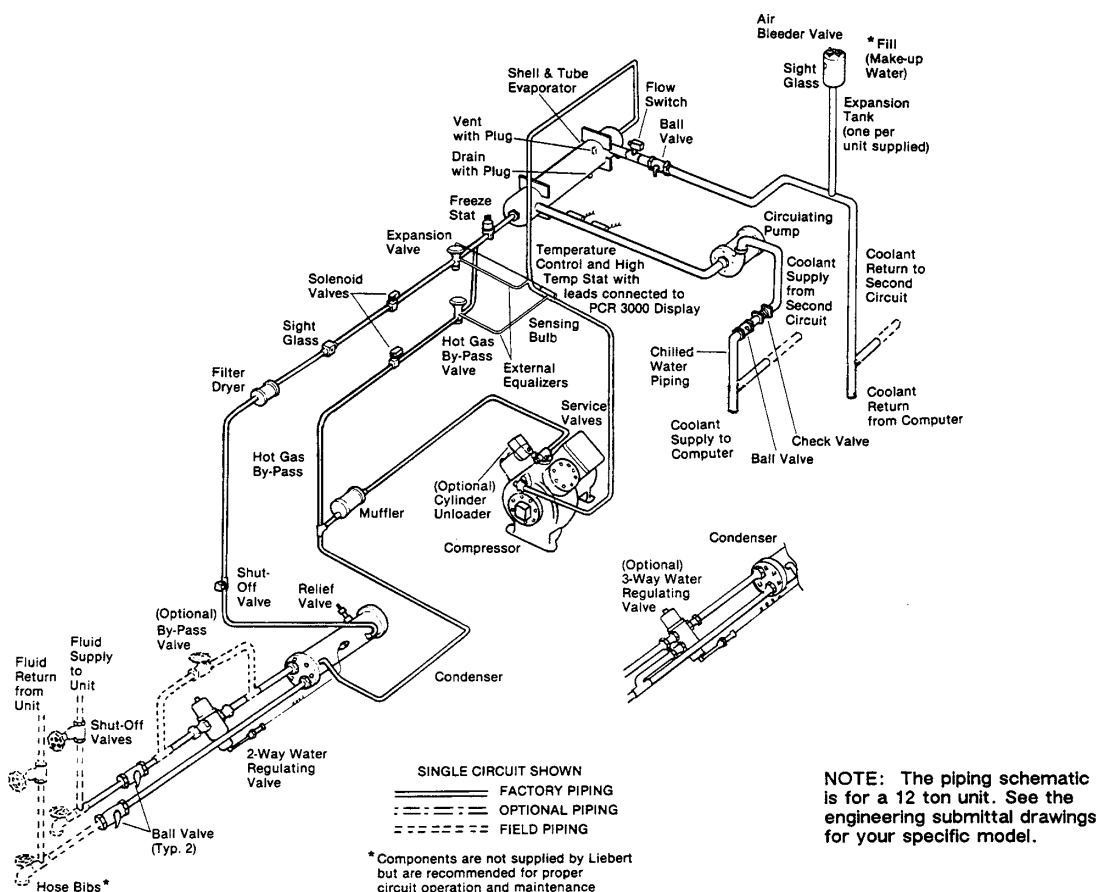 Air
Bleeder Valve
* Fill
(Make-up
Water)
Sight
Glass
Expansion
Tank
(one per
unit supplied)
Shell & Tube
Evaporator
Flow
Switch
Ball
Valve
Vent
with Plug
Drain
with Plug
Freeze
Stat
Expansion
Valve
Circulating
Pump
Temperature
Control and High
Temp Stat with
leads connected to
PCR 3000 Display
Coolant
Supply
from
Second
Circuit
Coolant
Return to
Second
Circuit
Solenoid
Valves
Sight
Glass
Hot Gas
By-Pass
Valve
Sensing
Bulb
External
Equalizers
Chilled
Water
Piping
Filter
Dryer
Service
Valves
Coolant
Supply to
Computer
Check Valve
Ball Valve
Coolant
Return
from Computer
Hot Gas
By-Pass
(Optional)
Cylinder
Unloader
Muffler
Compressor
Condenser
(Optional)
3-Way Water
Regulating
Valve
Shut-
Off
Valve
Relief
Valve
(Optional)
By-Pass
Valve
Fluid
Supply
to
Unit
Fluid
Return
from
Unit
Condenser
Shut-Off
Valves
2-Way Water
Regulating
Valve
Ball Valve
(Typ. 2)
Hose Bibs*
SINGLE CIRCUIT SHOWN
FACTORY PIPING
OPTIONAL PIPING
FIELD PIPING
*Components are not supplied by Liebert
but are recommended for proper
circuit operation and maintenance
NOTE: The piping schematic
is for a 12 ton unit. See the
engineering submittal drawings
for your specific model.